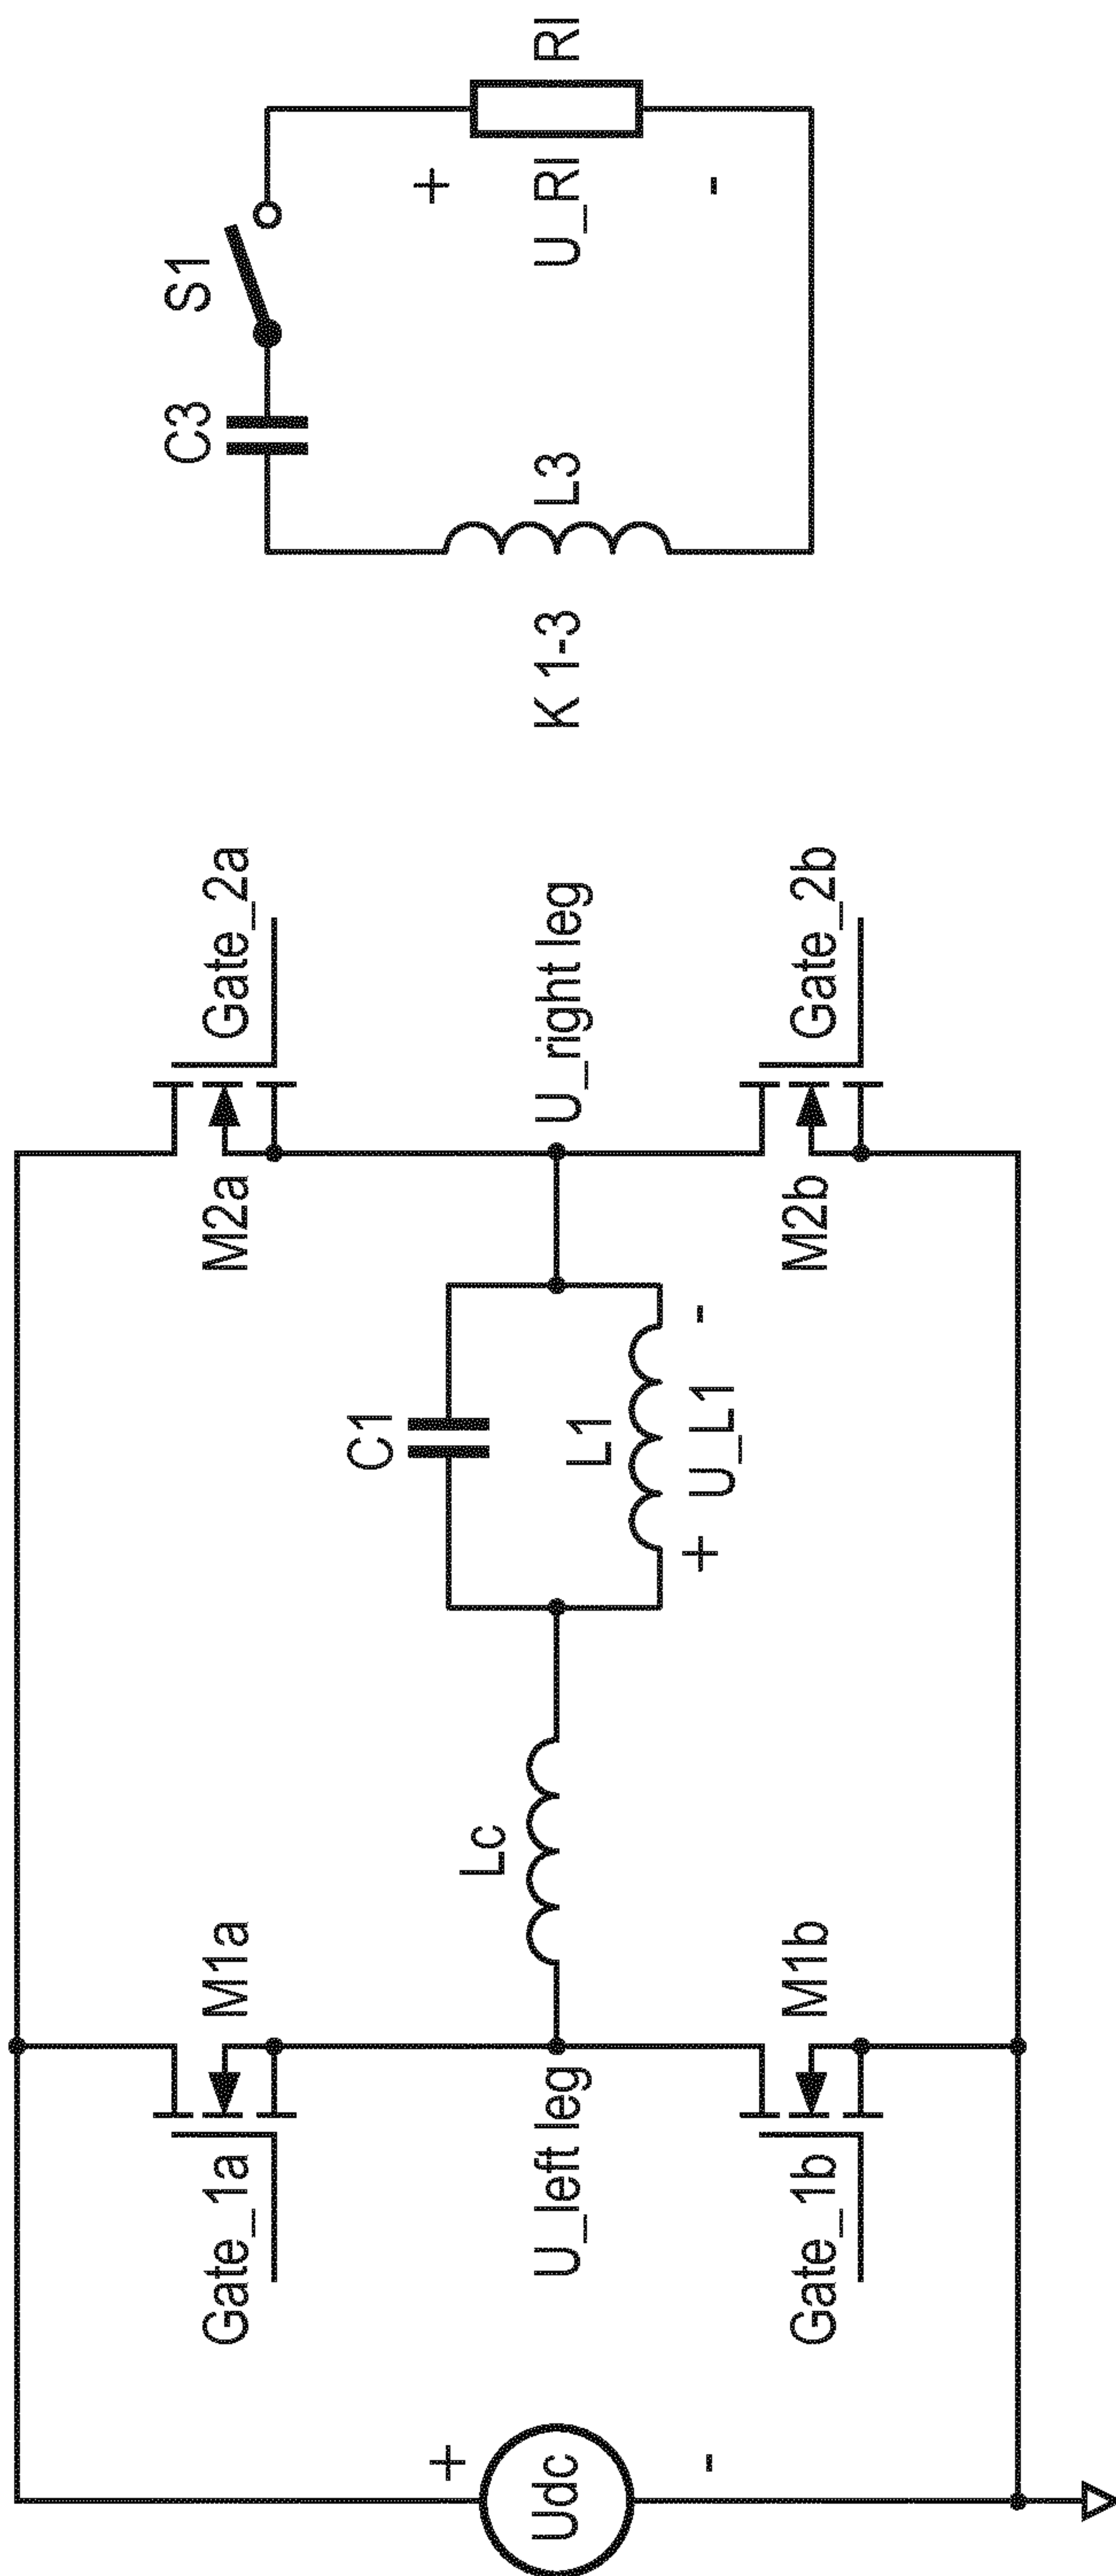 Udc
+
-
Gate_1a
M1a
U_left leg
Gate_1b
M1b
Lc
C1
L1
+ U_L1 -
M2a
Gate_2a
U_right leg
M2b
Gate_2b
K 1-3
L3
C3
S1
+
U_Rl
-
Rl